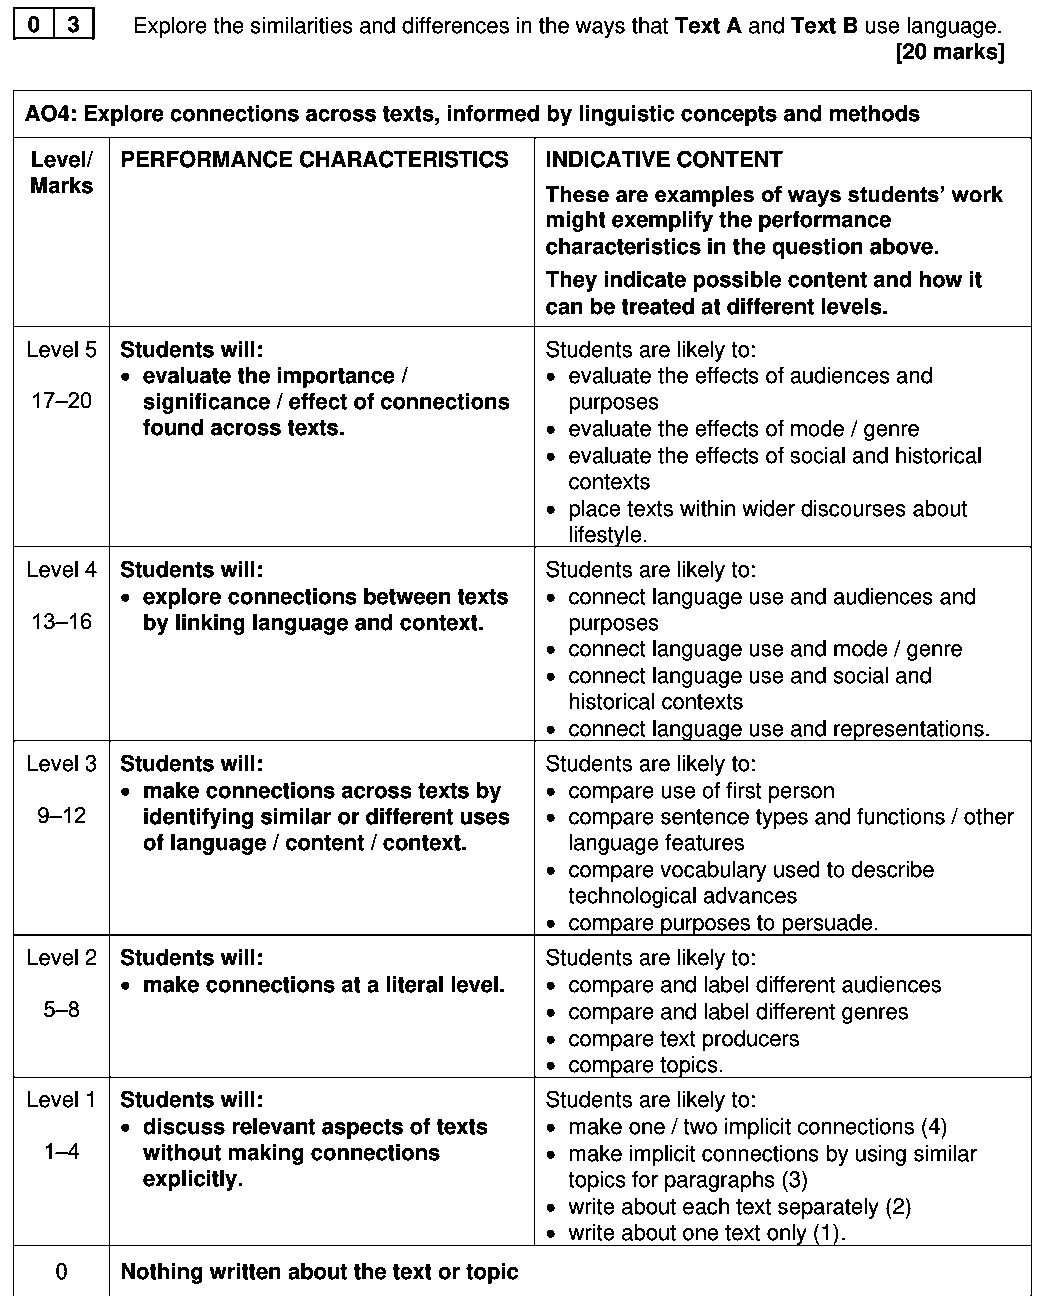 0 3 Explore the similarities and differences in the ways that Text A and Text B use language.
[20 marks]
AO4: Explore connections across texts, informed by linguistic concepts and methods
Level/
Marks
PERFORMANCE CHARACTERISTICS
INDICATIVE CONTENT
These are examples of ways students' work
might exemplify the performance
characteristics in the question above.
They indicate possible content and how it
can be treated at different levels.
Level 5
17–20
Students will:
• evaluate the importance /
significance / effect of connections
found across texts.
Students are likely to:
• evaluate the effects of audiences and
purposes
• evaluate the effects of mode / genre
• evaluate the effects of social and historical
contexts
• place texts within wider discourses about
lifestyle.
Level 4
13–16
Students will:
• explore connections between texts
by linking language and context.
Students are likely to:
• connect language use and audiences and
purposes
• connect language use and mode / genre
• connect language use and social and
historical contexts
• connect language use and representations.
Level 3
9–12
Students will:
• make connections across texts by
identifying similar or different uses
of language / content / context.
Students are likely to:
• compare use of first person
• compare sentence types and functions / other
language features
• compare vocabulary used to describe
technological advances
• compare purposes to persuade.
Level 2
5–8
Students will:
• make connections at a literal level.
Students are likely to:
• compare and label different audiences
• compare and label different genres
• compare text producers
• compare topics.
Level 1
1–4
Students will:
• discuss relevant aspects of texts
without making connections
explicitly.
Students are likely to:
• make one / two implicit connections (4)
• make implicit connections by using similar
topics for paragraphs (3)
• write about each text separately (2)
• write about one text only (1).
0
Nothing written about the text or topic